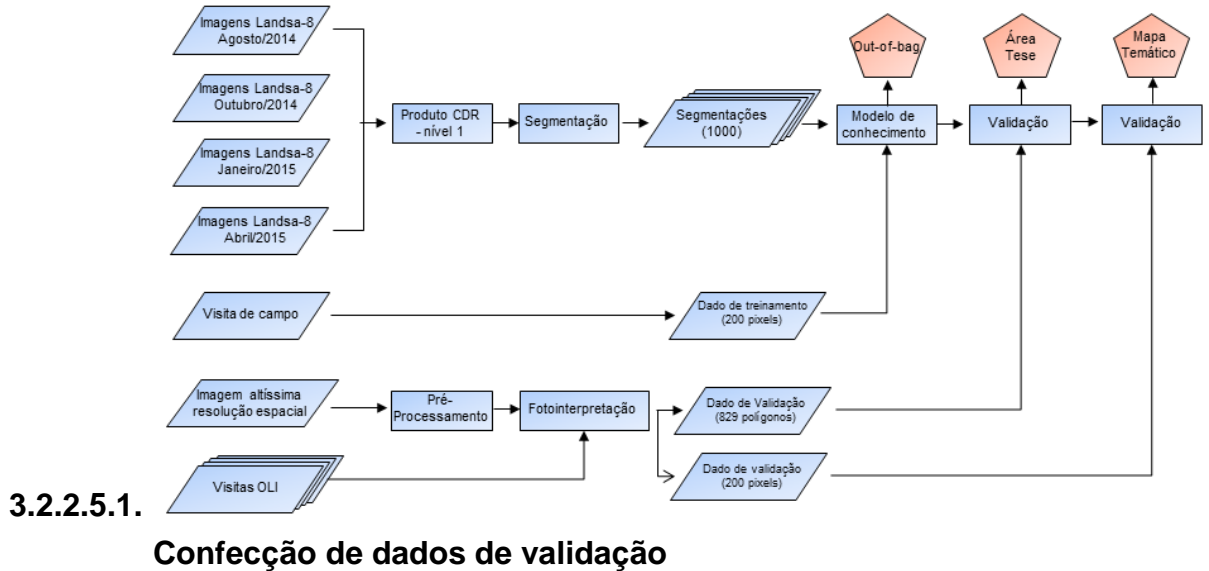 Imagens Landsa-8
Agosto/2014
Imagens Landsa-8
Outubro/2014
Imagens Landsa-8
Janeiro/2015
Imagens Landsa-8
Abril/2015
Produto CDR
- nível 1
Segmentação
Segmentações
(1000)
Out-of-bag
Modelo de
conhecimento
Área
Tese
Validação
Mapa
Temático
Validação
Visita de campo
Dado de treinamento
(200 pixels)
Imagem altíssima
resolução espacial
Pré-
Processamento
Fotointerpretação
Dado de Validação
(829 polígonos)
Visitas OLI
Dado de validação
(200 pixels)
3.2.2.5.1.
Confecção de dados de validação